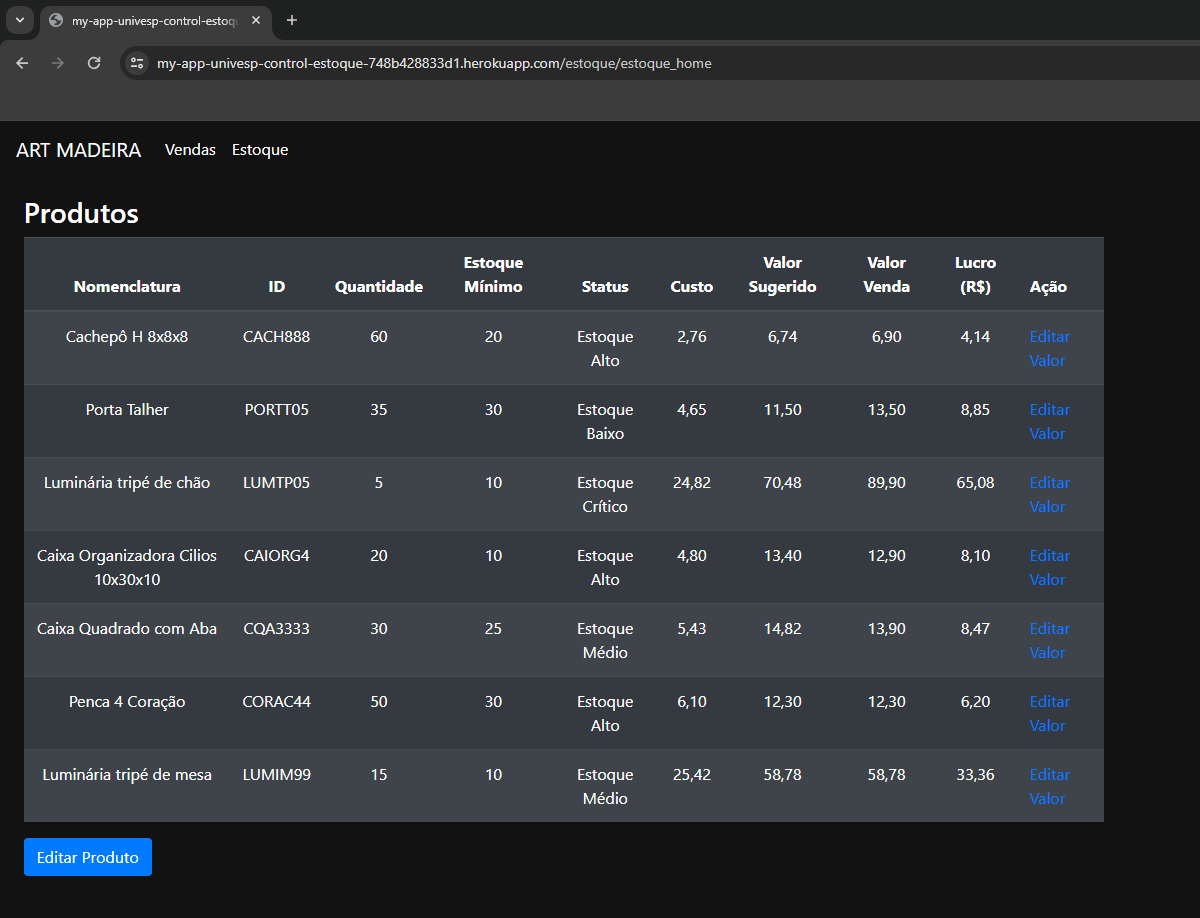 my-app-univesp-control-estoqu
my-app-univesp-control-estoque-748b428833d1.herokuapp.com/estoque/estoque_home
ART MADEIRA Vendas Estoque
Produtos
Nomenclatura ID Quantidade Estoque Mínimo Status Custo Valor Sugerido Valor Venda Lucro (R$) Ação
Cachepô H 8x8x8 CACH888 60 20 Estoque Alto 2,76 6,74 6,90 4,14 Editar Valor
Porta Talher PORTT05 35 30 Estoque Baixo 4,65 11,50 13,50 8,85 Editar Valor
Luminária tripé de chão LUMTP05 5 10 Estoque Crítico 24,82 70,48 89,90 65,08 Editar Valor
Caixa Organizadora Cilios 10x30x10 CAIORG4 20 10 Estoque Alto 4,80 13,40 12,90 8,10 Editar Valor
Caixa Quadrado com Aba CQA3333 30 25 Estoque Médio 5,43 14,82 13,90 8,47 Editar Valor
Penca 4 Coração CORAC44 50 30 Estoque Alto 6,10 12,30 12,30 6,20 Editar Valor
Luminária tripé de mesa LUMIM99 15 10 Estoque Médio 25,42 58,78 58,78 33,36 Editar Valor
Editar Produto